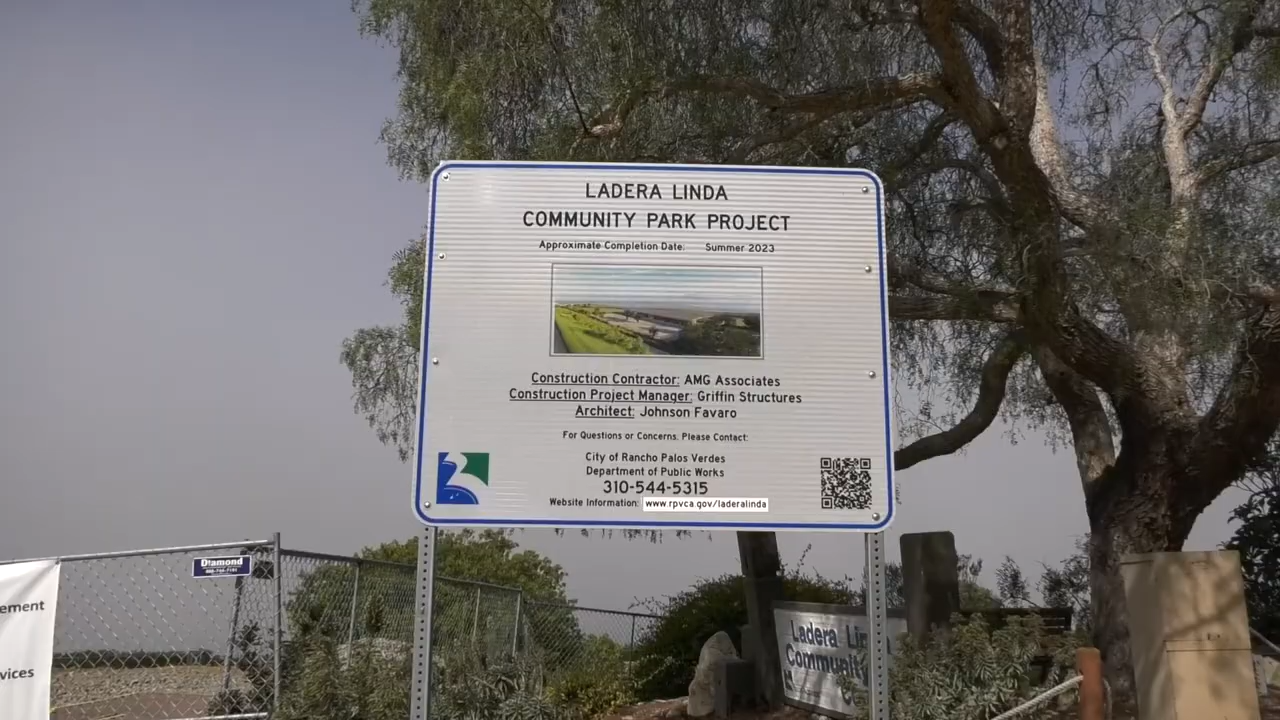 LADERA LINDA
COMMUNITY PARK PROJECT
Approximate Completion Date: Summer 2023
Construction Contractor: AMG Associates
Construction Project Manager: Griffin Structures
Architect: Johnson Favaro
For Questions or Concerns, Please Contact:
City of Rancho Palos Verdes
Department of Public Works
310-544-5315
Website Information: www.rpvca.gov/laderalinda
Diamond
ement
vices
Ladera Lin
Community